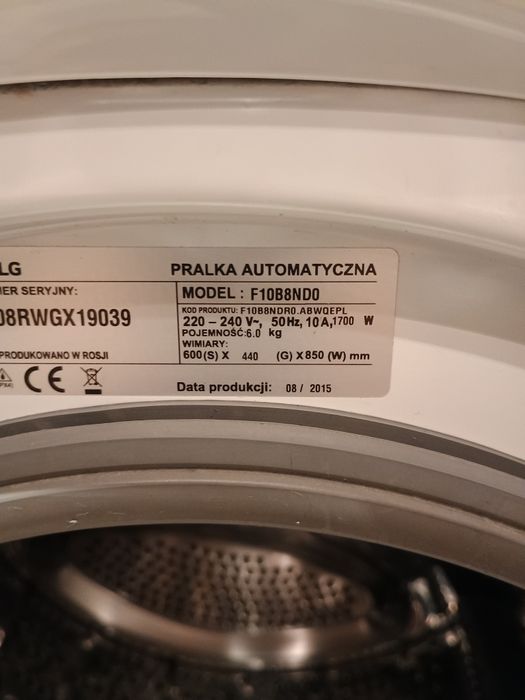 LG
PRALKA AUTOMATYCZNA
SERYJNY:
08RWGX19039
PRODUKOWANO W ROSJI
MODEL : F10B8ND0
KOD PRODUKTU: F10B8NDR0.ABWQEPL
220 – 240 V~, 50Hz, 10 A, 1700 W
POJEMNOŚĆ: 6.0 kg
WIMIARY:
600(S) X 440 (G) X 850 (W) mm
CE
Data produkcji: 08 / 2015